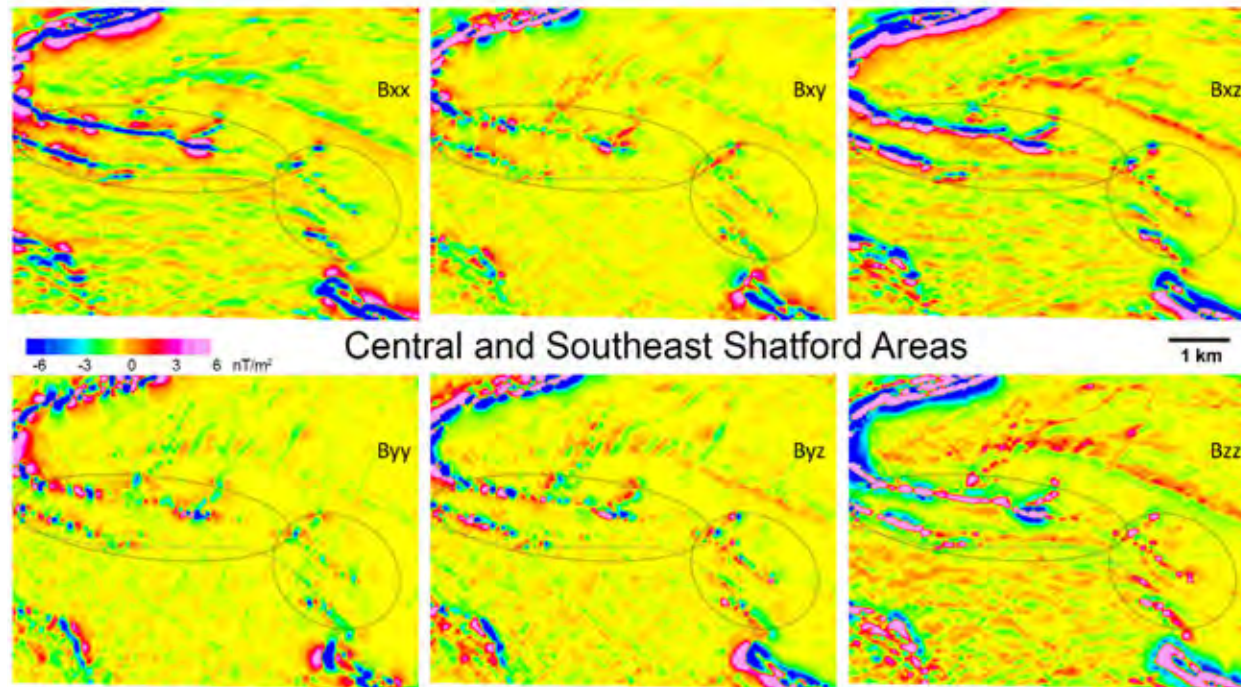 Bxx
Bxy
Bxz
-6 -3 0 3 6 nT/m²
Central and Southeast Shatford Areas
1 km
Byy
Byz
Bzz